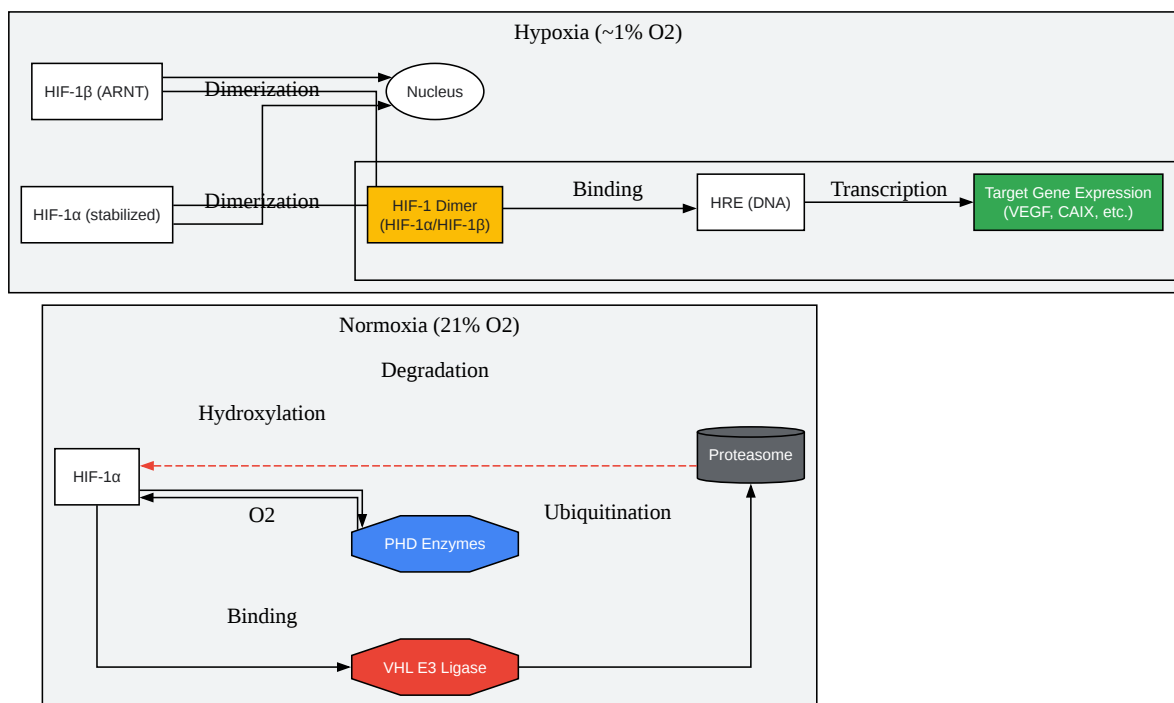 Hypoxia (~1% O2)
HIF-1β (ARNT)
Dimerization
Nucleus
HIF-1α (stabilized)
Dimerization
HIF-1 Dimer
(HIF-1α/HIF-1β)
Binding
HRE (DNA)
Transcription
Target Gene Expression
(VEGF, CAIX, etc.)
Normoxia (21% O2)
Degradation
Hydroxylation
HIF-1α
Proteasome
O2
Ubiquitination
PHD Enzymes
Binding
VHL E3 Ligase